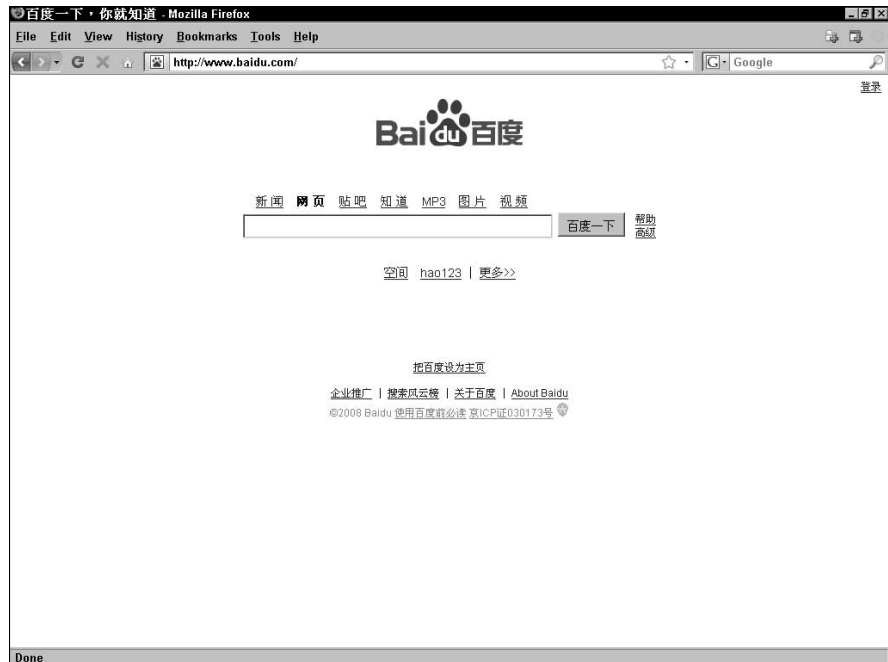 百度一下，你就知道 - Mozilla Firefox
File Edit View History Bookmarks Tools Help
http://www.baidu.com/ G Google
登录
Bai du 百度
新闻 网页 贴吧 知道 MP3 图片 视频
百度一下 帮助
高级
空间 hao123 | 更多>>
把百度设为主页
企业推广 | 搜索风云榜 | 关于百度 | About Baidu
©2008 Baidu 使用百度前必读 京ICP证030173号
Done